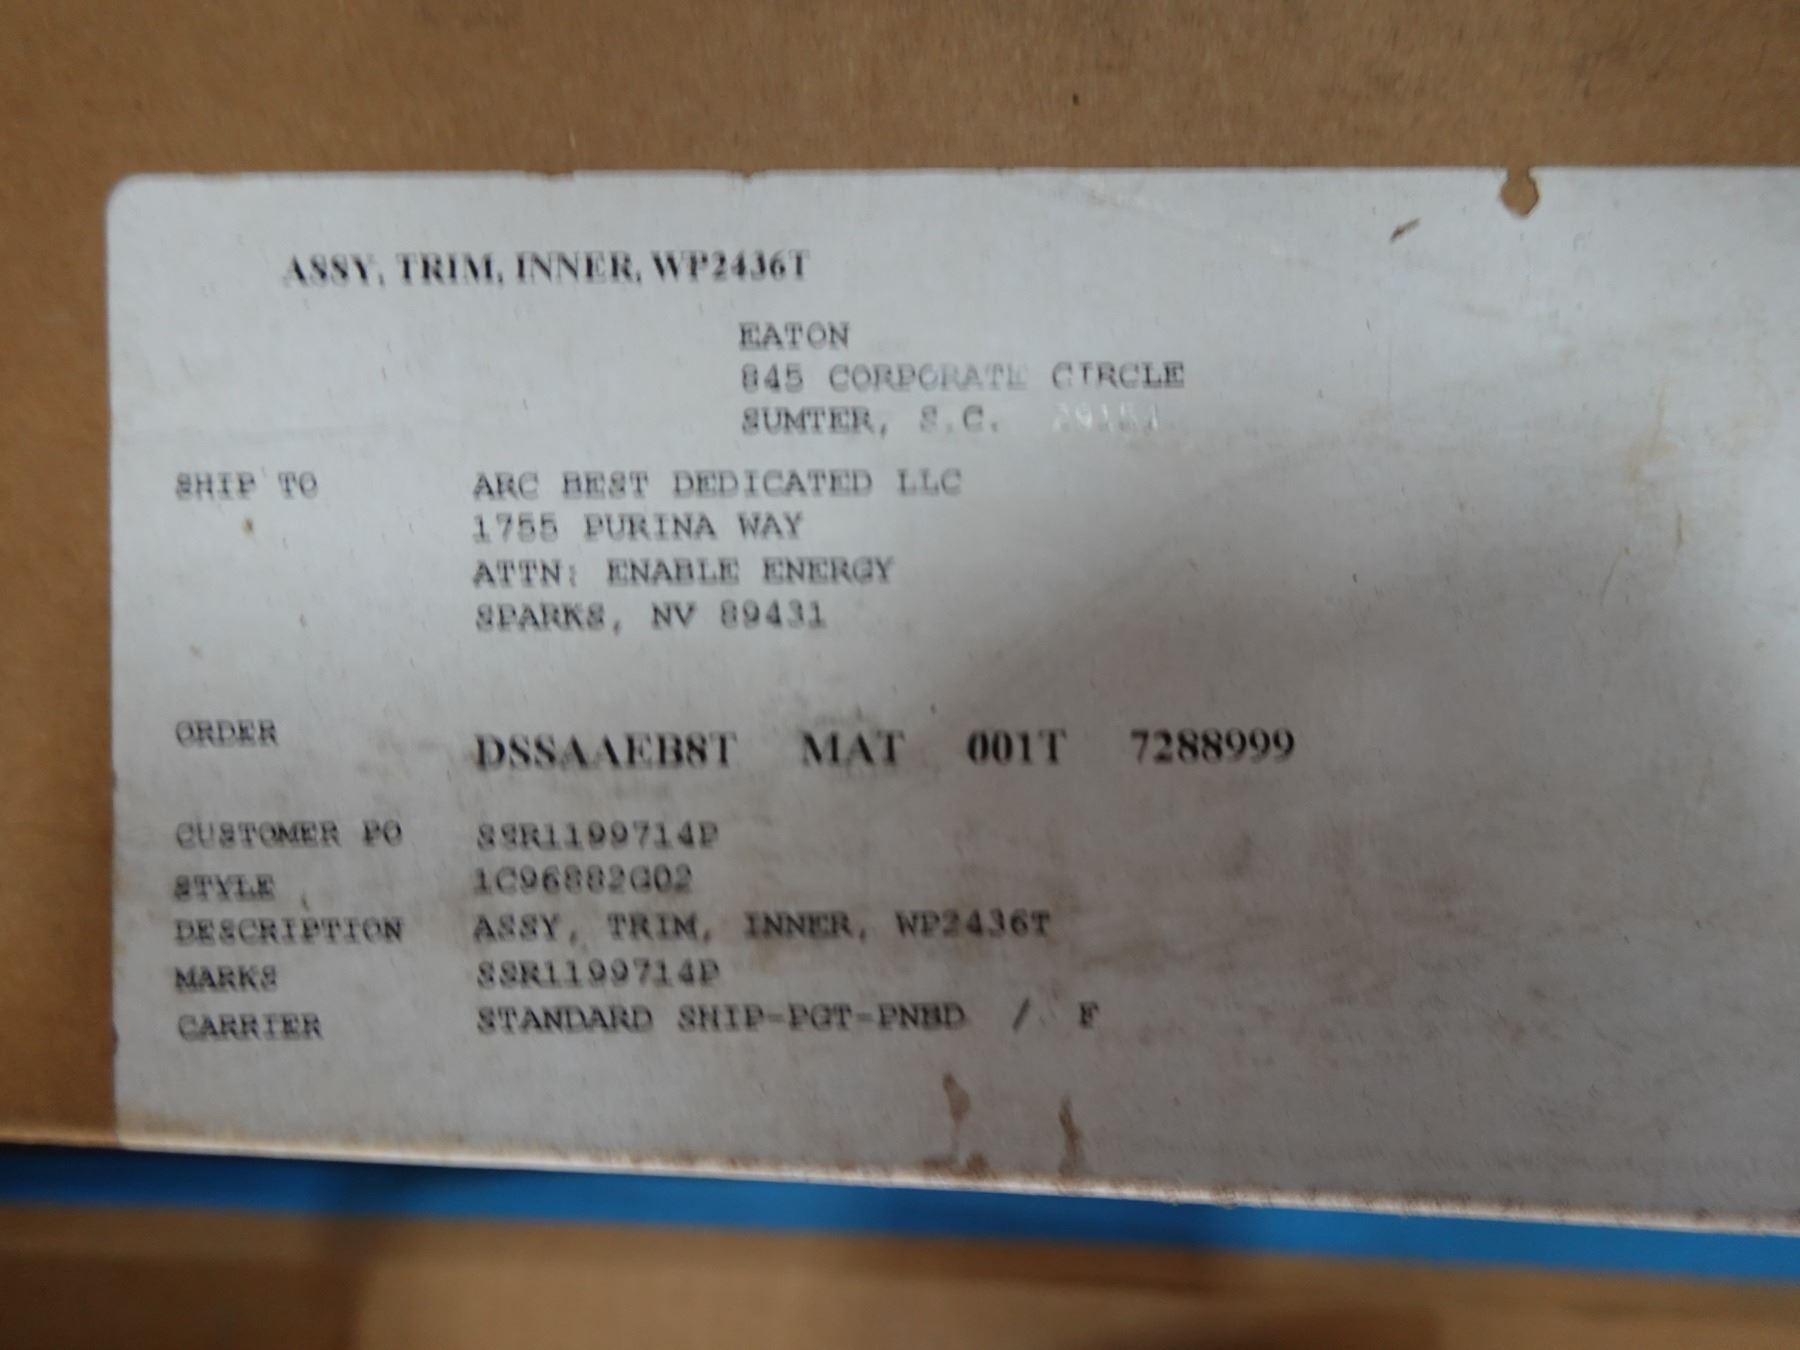 ASSY, TRIM, INNER, WP2436T
EATON
845 CORPORATE CIRCLE
SUMTER, S.C. 29154
SHIP TO ARC BEST DEDICATED LLC
1755 PURINA WAY
ATTN: ENABLE ENERGY
SPARKS, NV 89431
ORDER DSSAAEB8T MAT 001T 7288999
CUSTOMER PO SSR1199714P
STYLE 1C96882G02
DESCRIPTION ASSY, TRIM, INNER, WP2436T
MARKS SSR1199714P
CARRIER STANDARD SHIP-PGT-PNBD / F